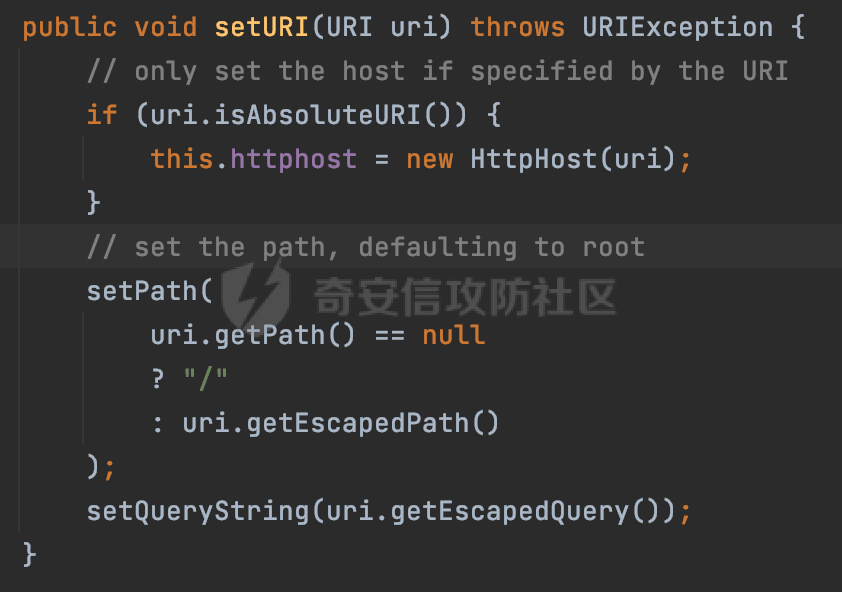 public void setURI(URI uri) throws URIException {
    // only set the host if specified by the URI
    if (uri.isAbsoluteURI()) {
        this.httphost = new HttpHost(uri);
    }
    // set the path, defaulting to root
    setPath(
        uri.getPath() == null
        ? "/"
        : uri.getEscapedPath()
    );
    setQueryString(uri.getEscapedQuery());
}
奇安信攻防社区